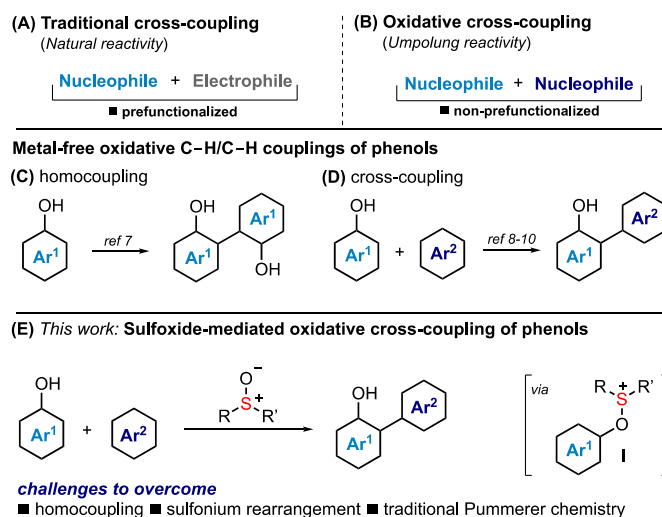 (A) Traditional cross-coupling
(Natural reactivity)
Nucleophile + Electrophile
■ prefunctionalized
(B) Oxidative cross-coupling
(Umpolung reactivity)
Nucleophile + Nucleophile
■ non-prefunctionalized
Metal-free oxidative C–H/C–H couplings of phenols
(C) homocoupling
OH
Ar1
ref 7
OH
Ar1
Ar1
OH
(D) cross-coupling
OH
Ar1
+
Ar2
ref 8-10
OH
Ar1
Ar2
(E) This work: Sulfoxide-mediated oxidative cross-coupling of phenols
OH
Ar1
+
Ar2
O−
S+
R R'
OH
Ar1
Ar2
via
R S+ R'
O
Ar1
I
challenges to overcome
■ homocoupling ■ sulfonium rearrangement ■ traditional Pummerer chemistry